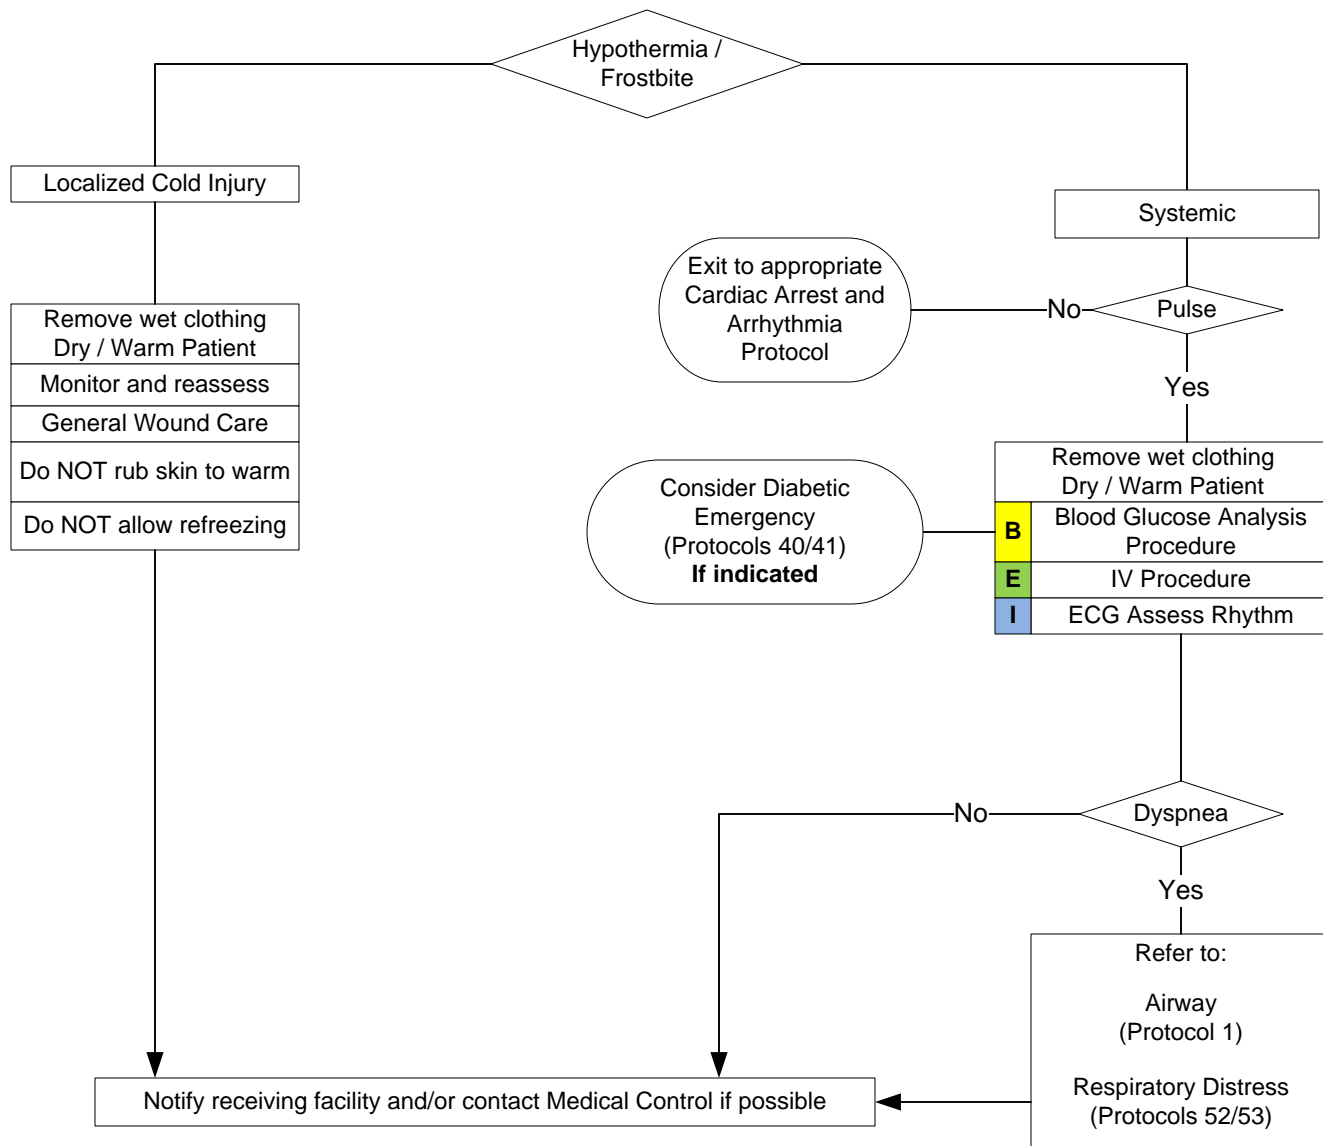 Hypothermia /
Frostbite
Localized Cold Injury
Remove wet clothing
Dry / Warm Patient
Monitor and reassess
General Wound Care
Do NOT rub skin to warm
Do NOT allow refreezing
Systemic
Pulse
No
Exit to appropriate
Cardiac Arrest and
Arrhythmia
Protocol
Yes
Remove wet clothing
Dry / Warm Patient
B Blood Glucose Analysis
Procedure
E IV Procedure
I ECG Assess Rhythm
Consider Diabetic
Emergency
(Protocols 40/41)
If indicated
Dyspnea
No
Yes
Refer to:
Airway
(Protocol 1)
Respiratory Distress
(Protocols 52/53)
Notify receiving facility and/or contact Medical Control if possible